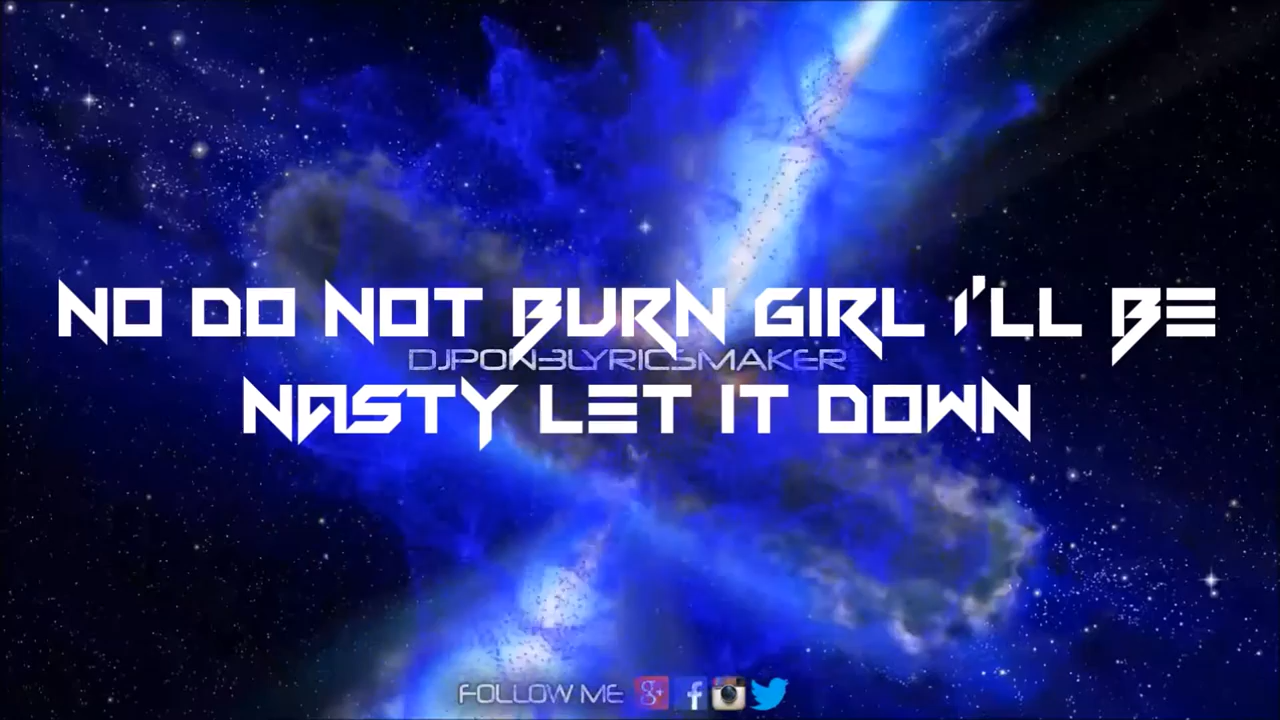 NO DO NOT BURN GIRL I'LL BE
DJPON3LYRICSMAKER
NASTY LET IT DOWN
FOLLOW ME g+ f